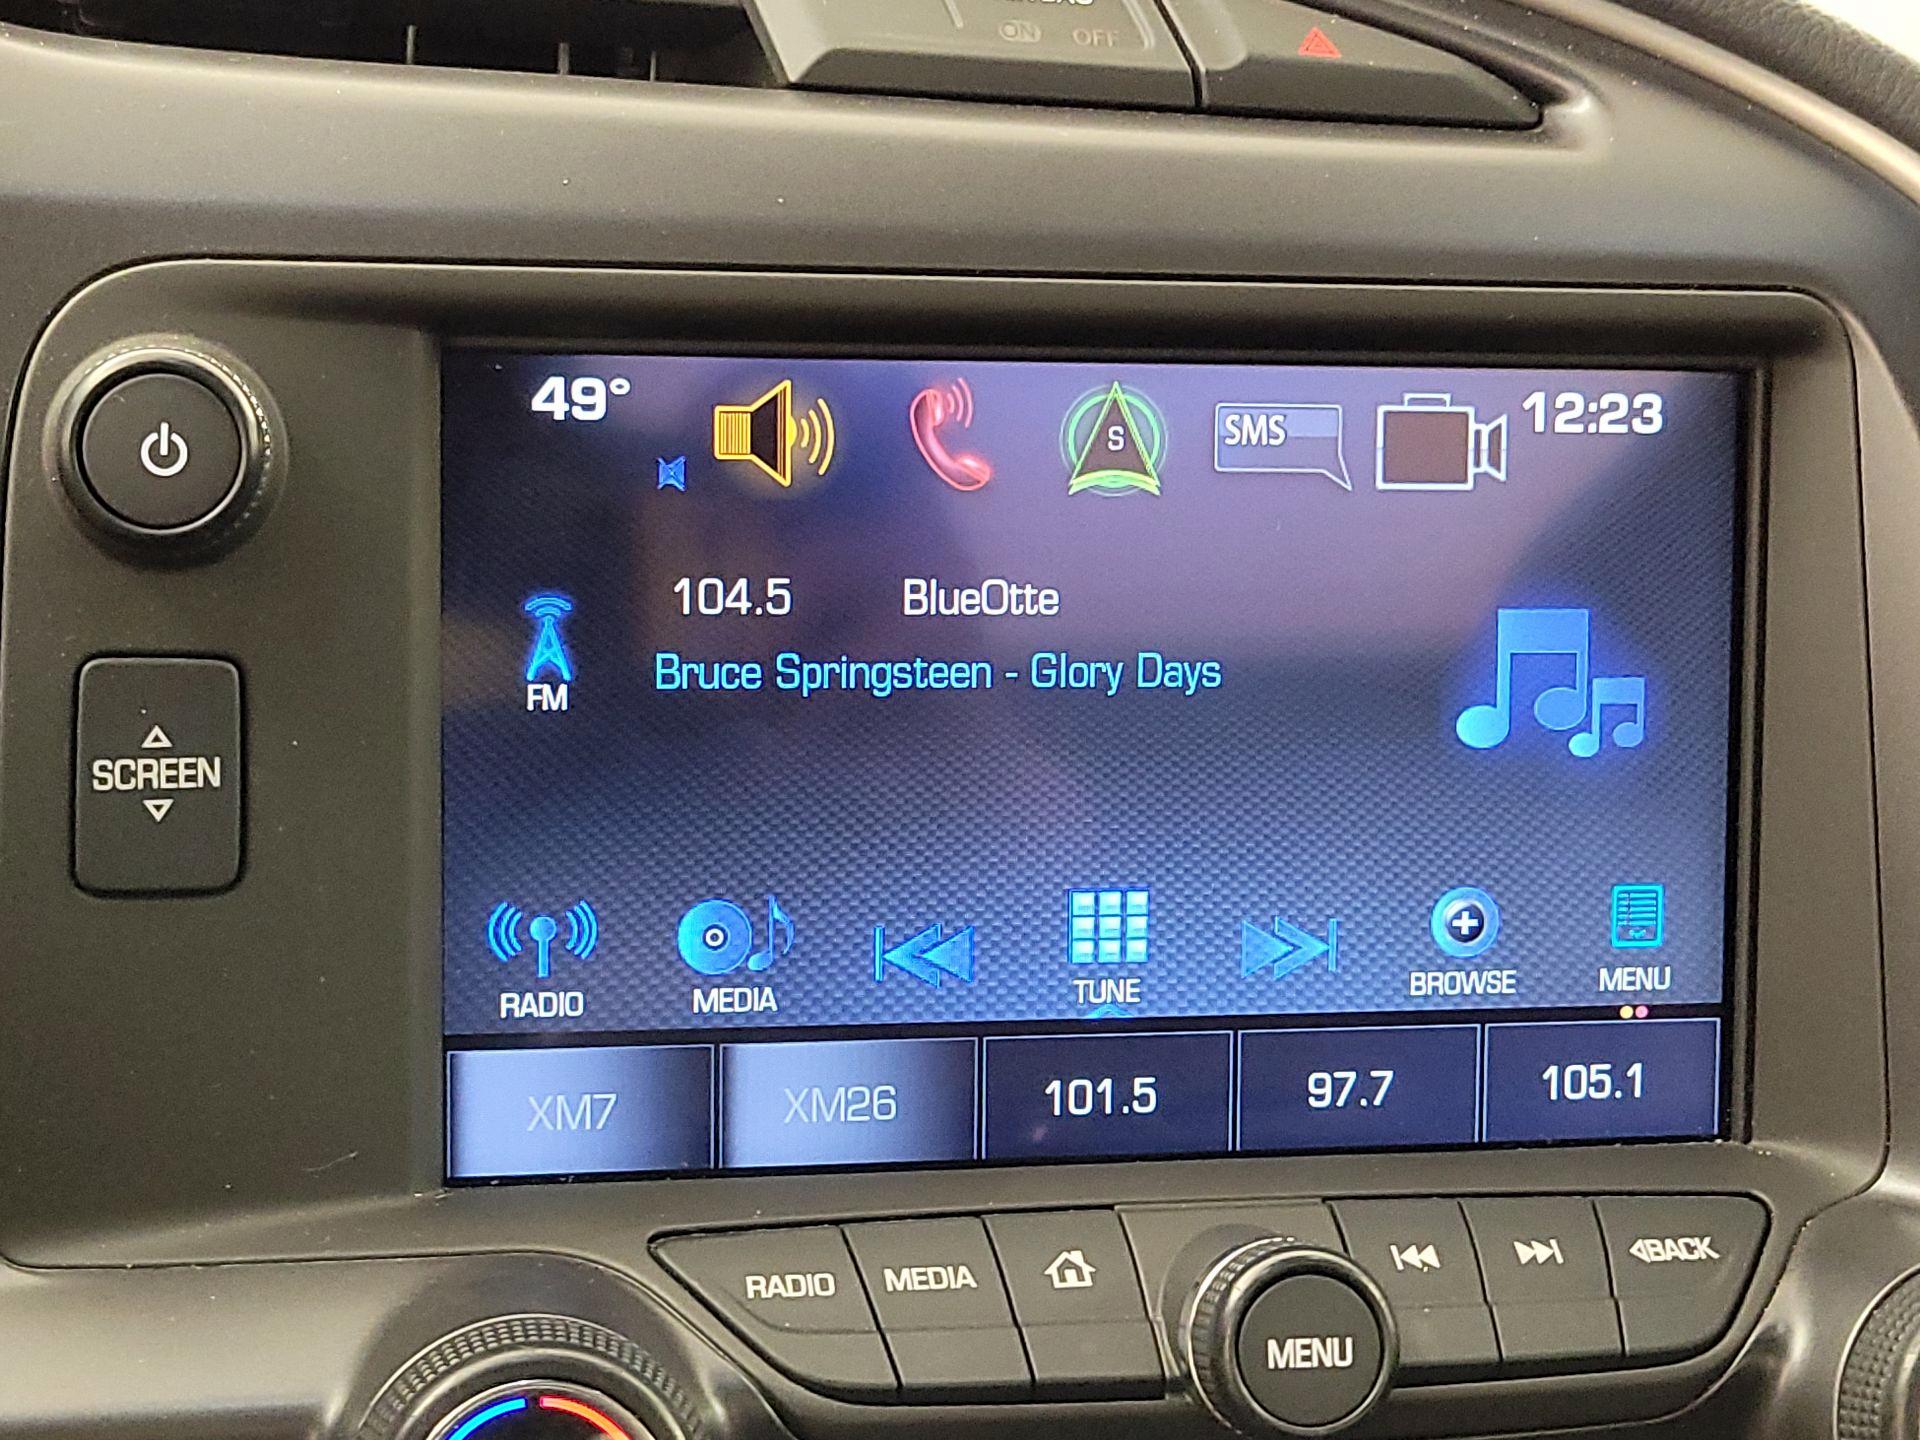 ON OFF
49° S SMS 12:23
104.5 BlueOtte
Bruce Springsteen - Glory Days
FM
SCREEN
RADIO MEDIA TUNE BROWSE MENU
XM7 XM26 101.5 97.7 105.1
RADIO MEDIA BACK
MENU